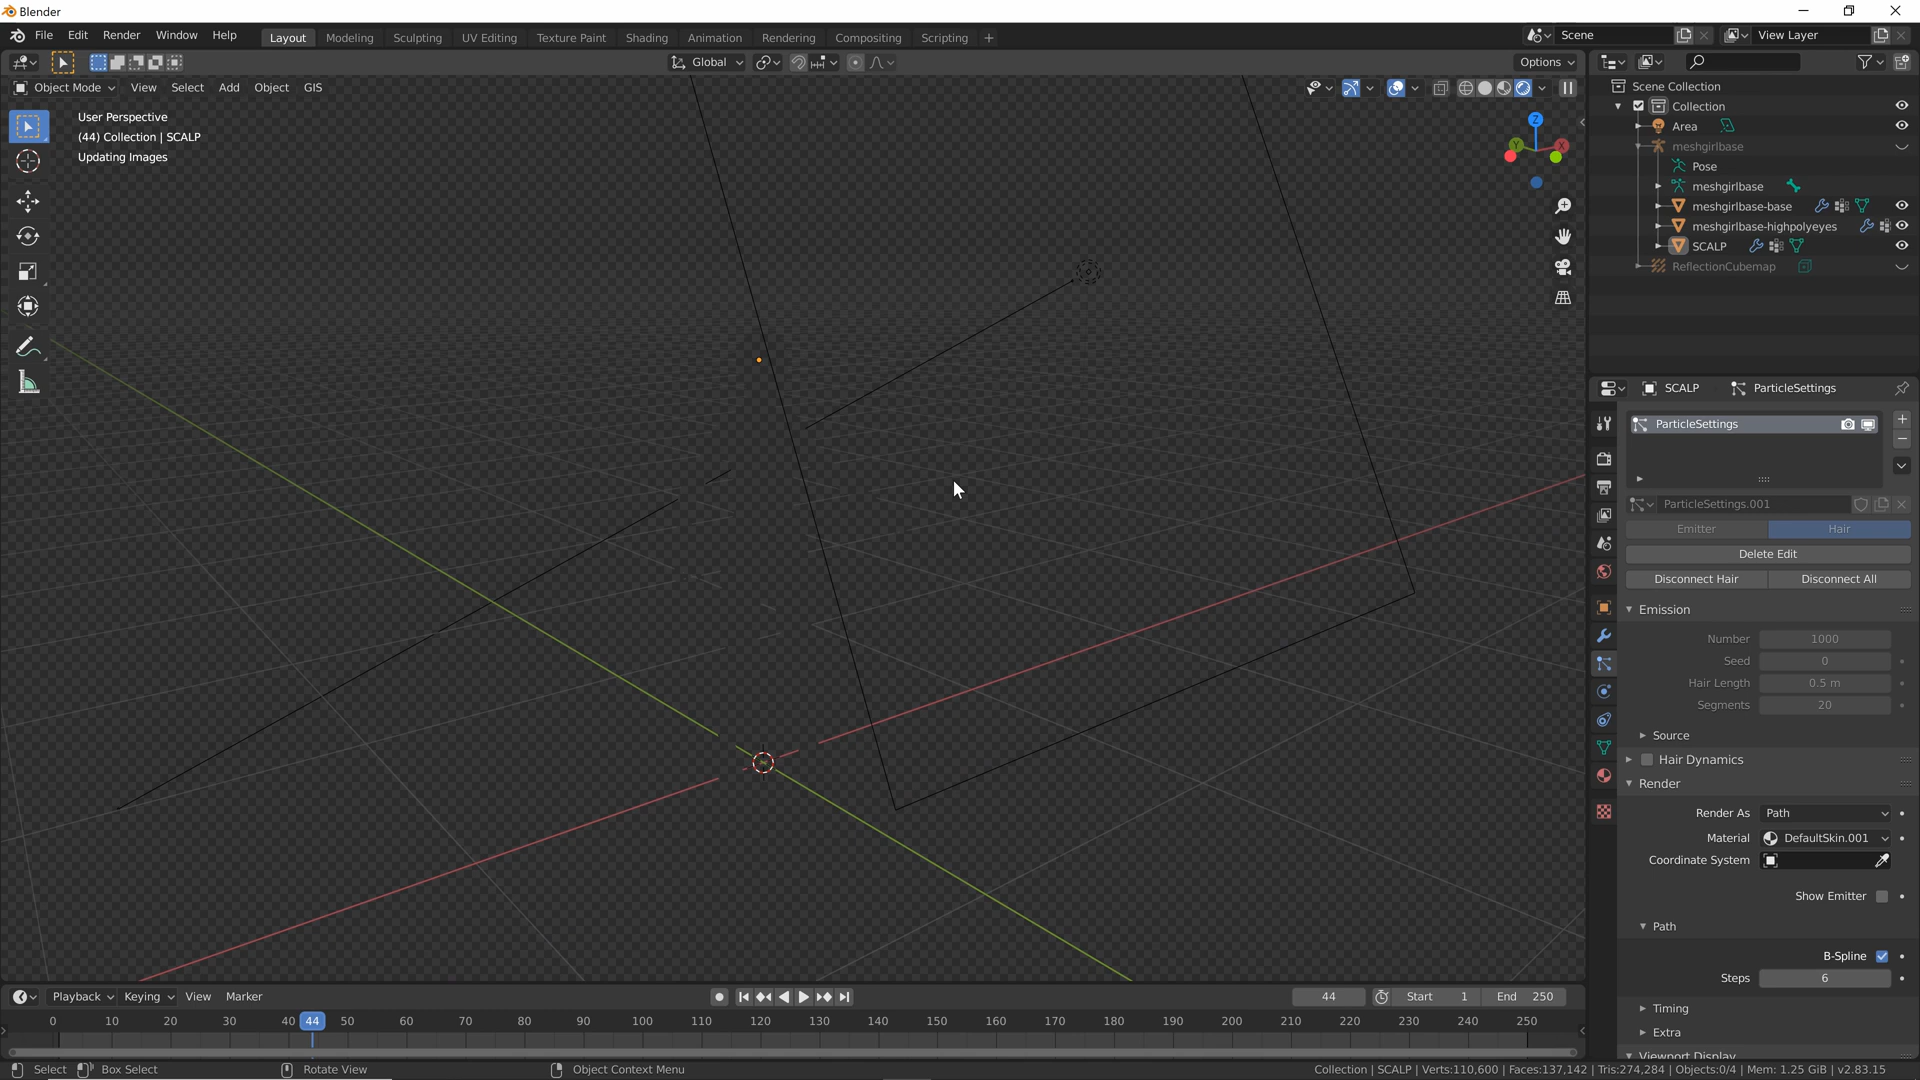 Blender
File Edit Render Window Help
Layout Modeling Sculpting UV Editing Texture Paint Shading Animation Rendering Compositing Scripting +
Scene View Layer
Global Options
Object Mode View Select Add Object GIS
User Perspective
(44) Collection | SCALP
Updating Images
Z
Y
X
Scene Collection
Collection
Area
meshgirlbase
Pose
meshgirlbase
meshgirlbase-base
meshgirlbase-highpolyeyes
SCALP
ReflectionCubemap
SCALP ParticleSettings
ParticleSettings
ParticleSettings.001
Emitter Hair
Delete Edit
Disconnect Hair Disconnect All
Emission
Number 1000
Seed 0
Hair Length 0.5 m
Segments 20
Source
Hair Dynamics
Render
Render As Path
Material DefaultSkin.001
Coordinate System
Show Emitter
Path
B-Spline
Steps 6
Timing
Extra
Viewport Display
Playback Keying View Marker 44 Start 1 End 250
0 10 20 30 40 44 50 60 70 80 90 100 110 120 130 140 150 160 170 180 190 200 210 220 230 240 250
Select Box Select Rotate View Object Context Menu Collection | SCALP | Verts:110,600 | Faces:137,142 | Tris:274,284 | Objects:0/4 | Mem: 1.25 GiB | v2.83.15